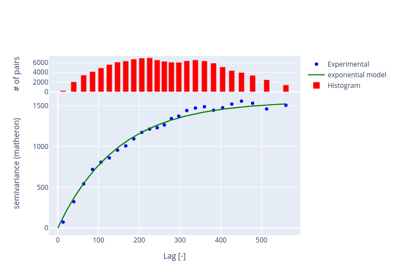 # of pairs
6000
4000
2000
0
Experimental
exponential model
Histogram
semivariance (matheron)
1500
1000
500
0
0 100 200 300 400 500
Lag [-]